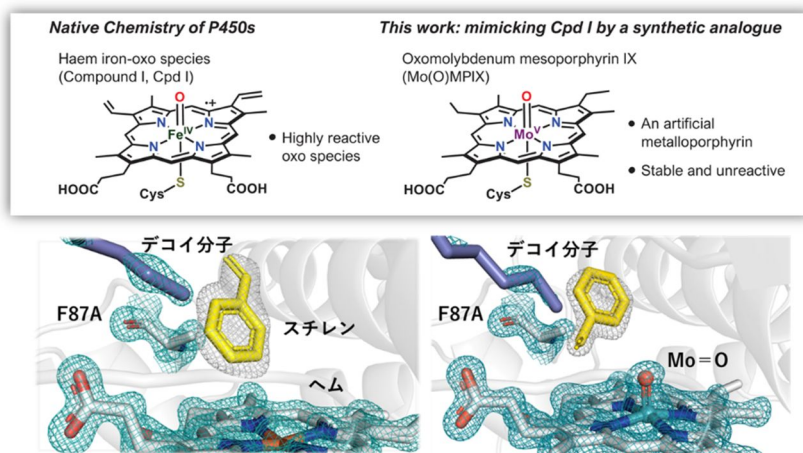 Native Chemistry of P450s
Haem iron-oxo species
(Compound I, Cpd I)
O
•+
N
N
Fe^IV
N
N
S
Cys
HOOC
COOH
• Highly reactive
oxo species
This work: mimicking Cpd I by a synthetic analogue
Oxomolybdenum mesoporphyrin IX
(Mo(O)MPIX)
O
N
N
Mo^V
N
N
S
Cys
HOOC
COOH
• An artificial
metalloporphyrin
• Stable and unreactive
デコイ分子
F87A
スチレン
ヘム
デコイ分子
F87A
Mo=O